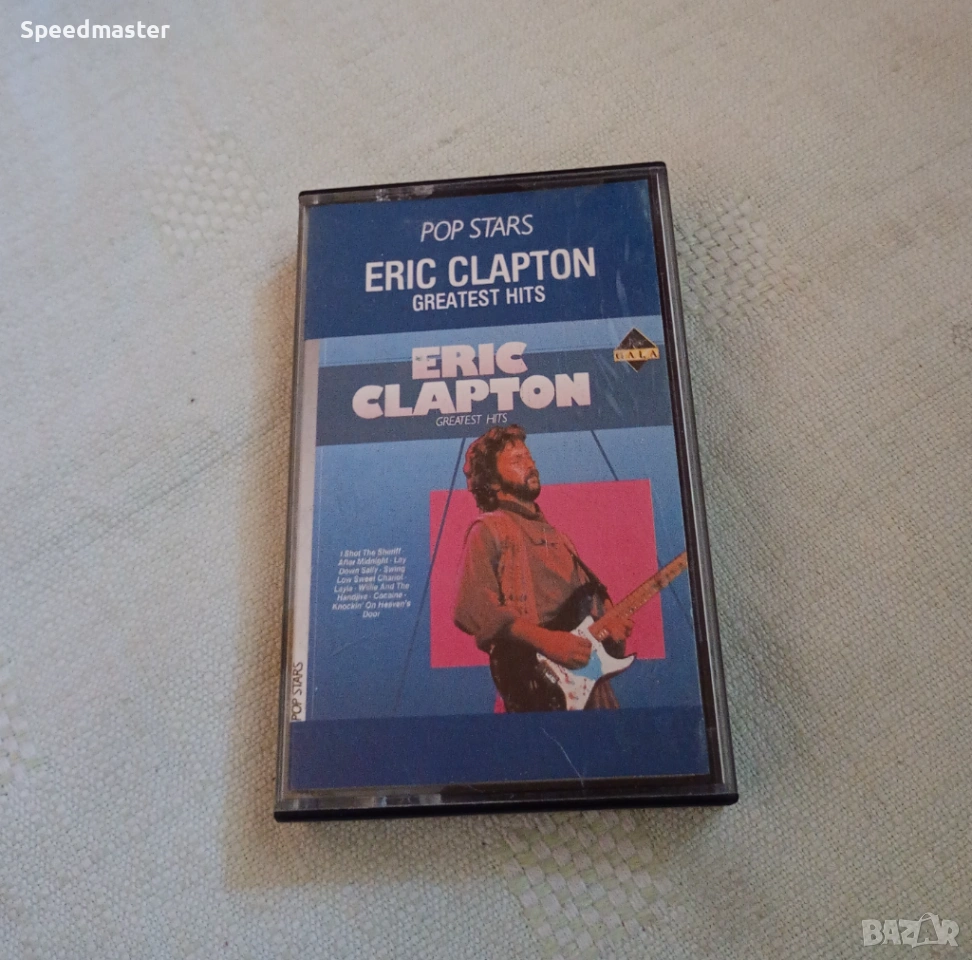 Speedmaster
POP STARS
ERIC CLAPTON
GREATEST HITS
ERIC
CLAPTON
GREATEST HITS
GALA
I Shot The Sheriff
After Midnight - Lay
Down Sally - Swing
Low Sweet Chariot -
Layla - Willie And The
Handjive - Cocaine -
Knockin' On Heaven's
Door
POP STARS
BAZAR